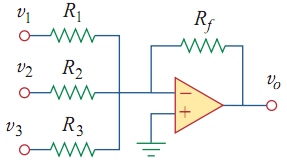 v1 R1
Rf
v2 R2
−
vo
+
v3 R3